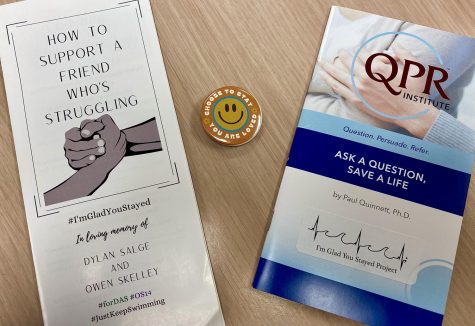 HOW TO
SUPPORT A
FRIEND
WHO'S
STRUGGLING
#I'mGladYouStayed
In loving memory of
DYLAN SALGE
AND
OWEN SKELLEY
#forDAS #OS14
#JustKeepSwimming
CHOOSE TO STAY
YOU ARE LOVED
QPR
INSTITUTE
Question. Persuade. Refer.
ASK A QUESTION,
SAVE A LIFE
by Paul Quinnett, Ph.D.
I'm Glad You Stayed Project